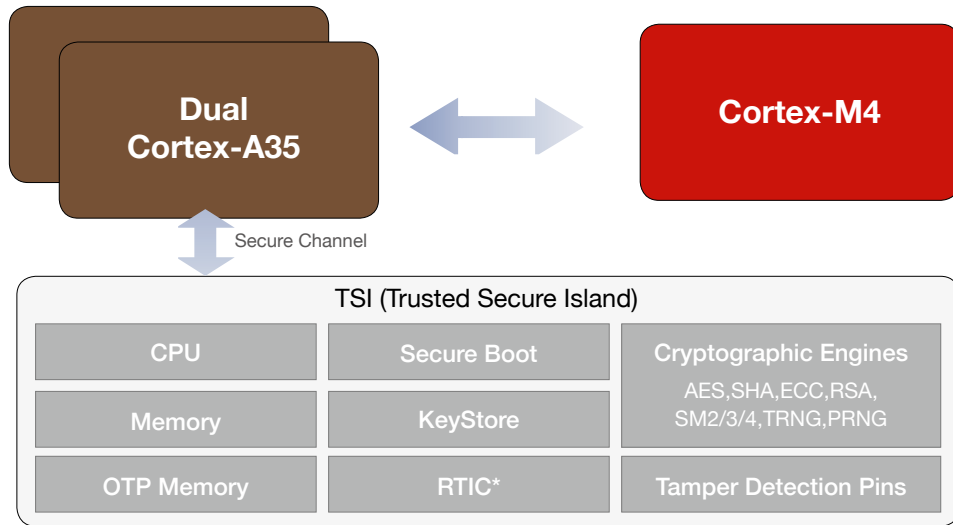 Dual
Cortex-A35
Cortex-M4
Secure Channel
TSI (Trusted Secure Island)
CPU
Secure Boot
Cryptographic Engines
AES,SHA,ECC,RSA,
SM2/3/4,TRNG,PRNG
Memory
KeyStore
OTP Memory
RTIC*
Tamper Detection Pins